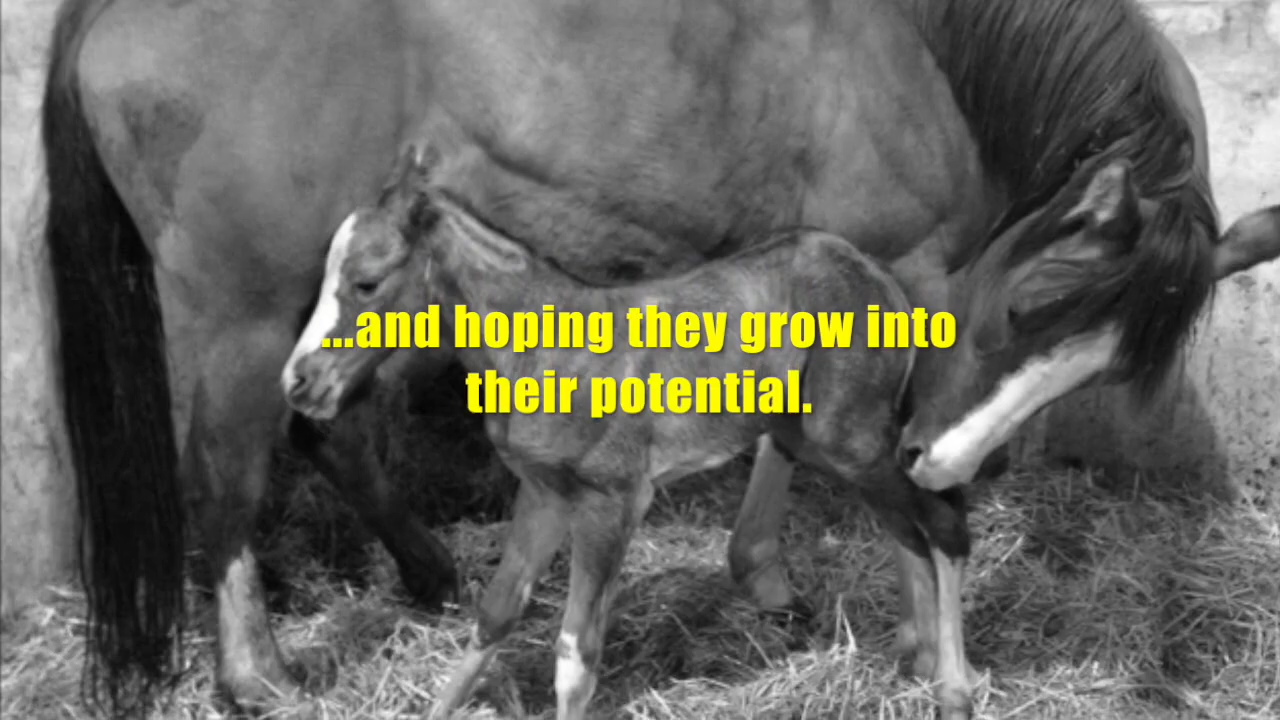 ...and hoping they grow into
their potential.